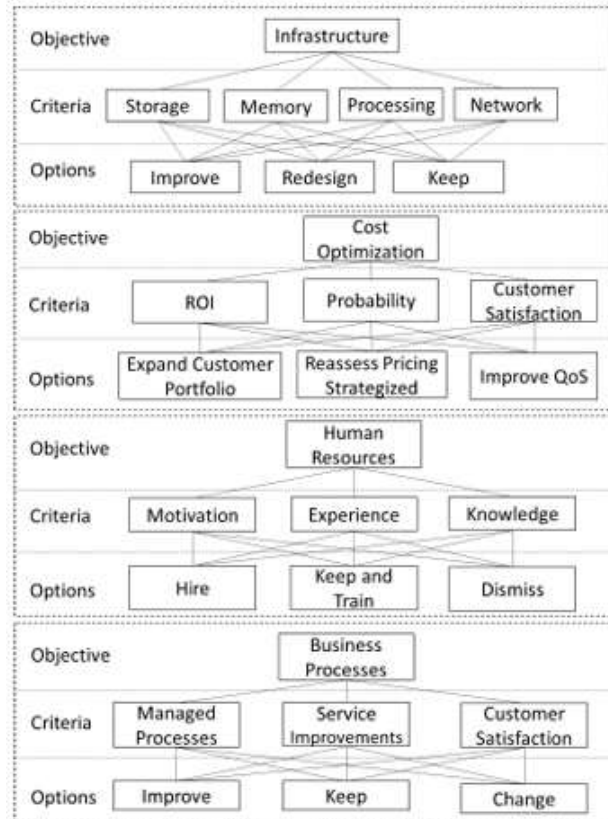 Objective
Infrastructure
Criteria
Storage
Memory
Processing
Network
Options
Improve
Redesign
Keep
Objective
Cost
Optimization
Criteria
ROI
Probability
Customer
Satisfaction
Options
Expand Customer
Portfolio
Reassess Pricing
Strategized
Improve QoS
Objective
Human
Resources
Criteria
Motivation
Experience
Knowledge
Options
Hire
Keep and
Train
Dismiss
Objective
Business
Processes
Criteria
Managed
Processes
Service
Improvements
Customer
Satisfaction
Options
Improve
Keep
Change